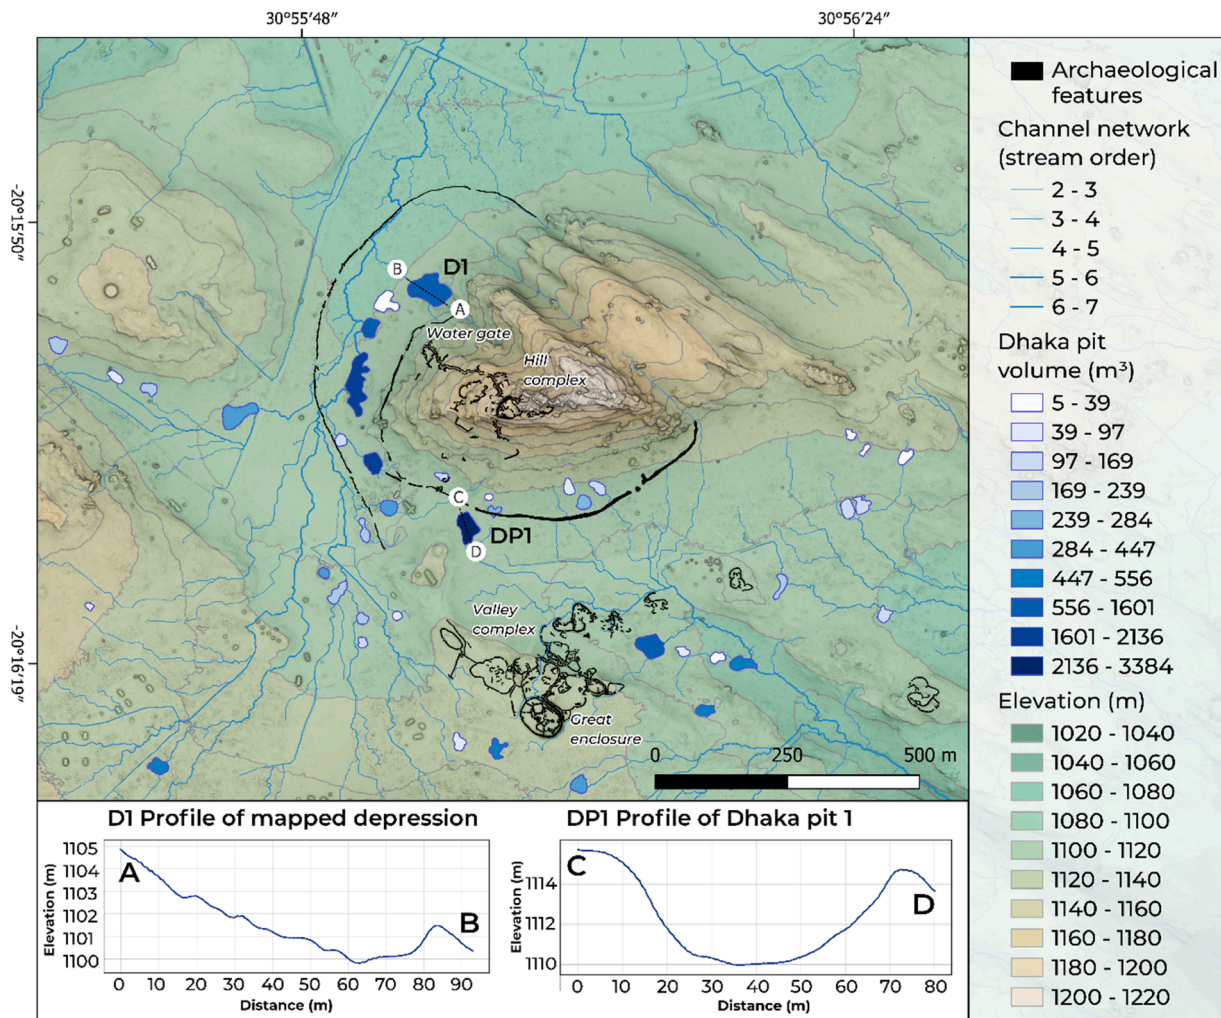 30°55′48″
30°56′24″
-20°15′50″
-20°16′19″
B
D1
A
Water gate
Hill
complex
C
DP1
D
Valley
complex
Great
enclosure
0
250
500 m
Archaeological
features
Channel network
(stream order)
2 - 3
3 - 4
4 - 5
5 - 6
6 - 7
Dhaka pit
volume (m³)
5 - 39
39 - 97
97 - 169
169 - 239
239 - 284
284 - 447
447 - 556
556 - 1601
1601 - 2136
2136 - 3384
Elevation (m)
1020 - 1040
1040 - 1060
1060 - 1080
1080 - 1100
1100 - 1120
1120 - 1140
1140 - 1160
1160 - 1180
1180 - 1200
1200 - 1220
D1 Profile of mapped depression
Elevation (m)
1105
1104
1103
1102
1101
1100
A
B
0 10 20 30 40 50 60 70 80 90
Distance (m)
DP1 Profile of Dhaka pit 1
Elevation (m)
1114
1112
1110
C
D
0 10 20 30 40 50 60 70 80
Distance (m)